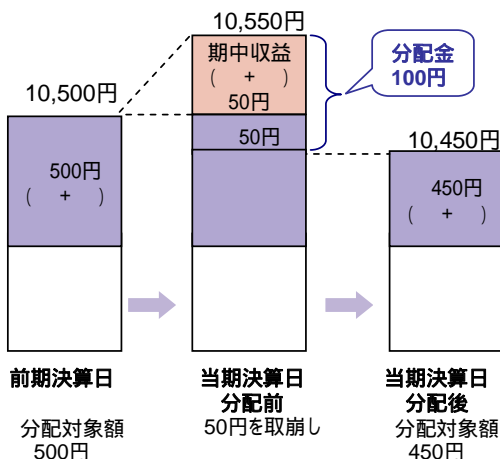 10,550円
期中収益
( + )
50円
分配金
100円
10,500円
50円
10,450円
500円
( + )
450円
( + )
前期決算日
当期決算日
分配前
当期決算日
分配後
50円を取崩し
分配対象額
500円
分配対象額
450円